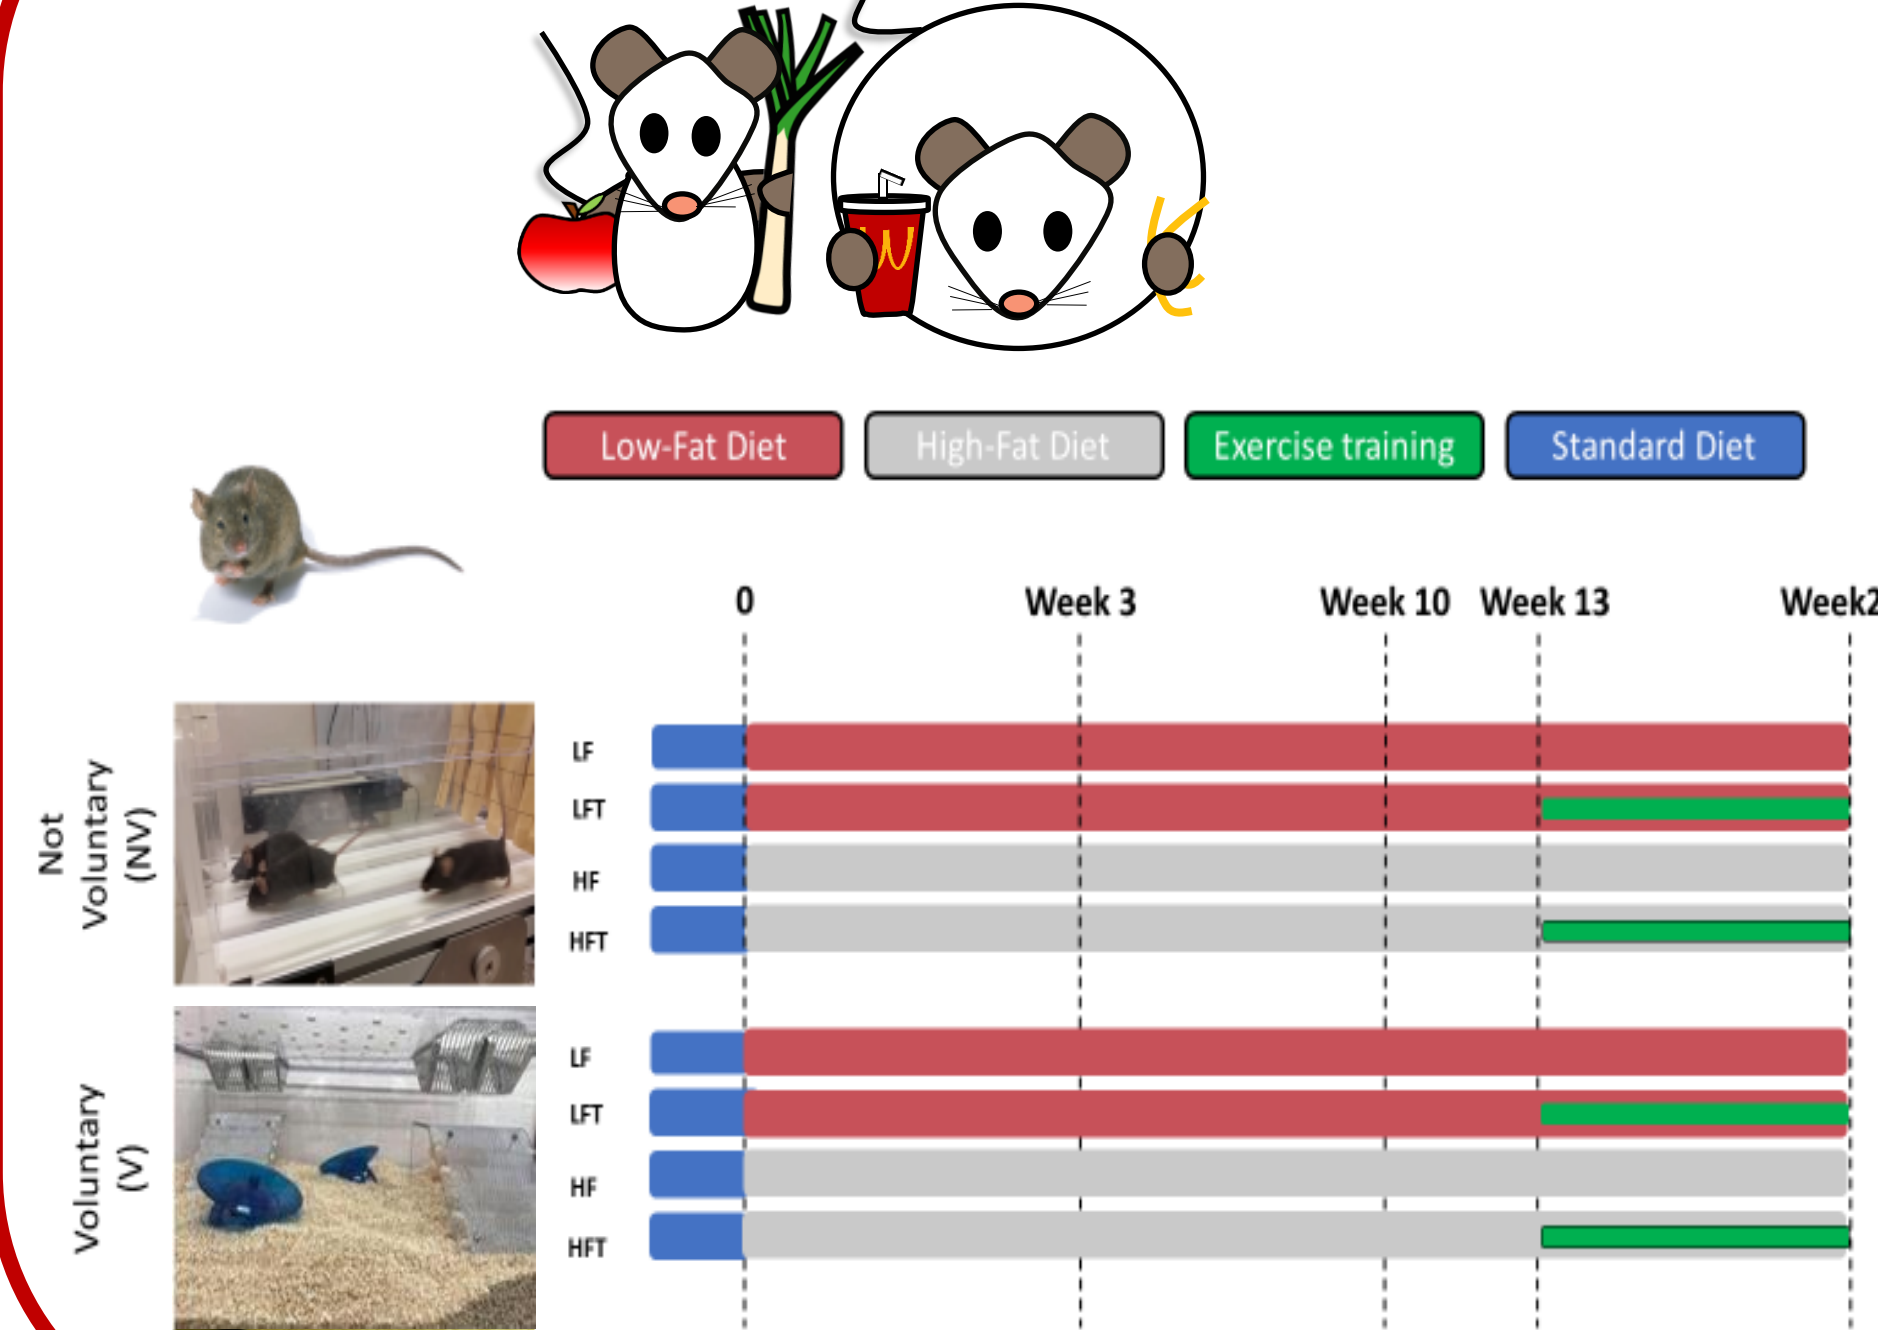 Low-Fat Diet
High-Fat Diet
Exercise training
Standard Diet
0
Week 3
Week 10
Week 13
Week2
Not
Voluntary
(NV)
LF
LFT
HF
HFT
Voluntary
(V)
LF
LFT
HF
HFT